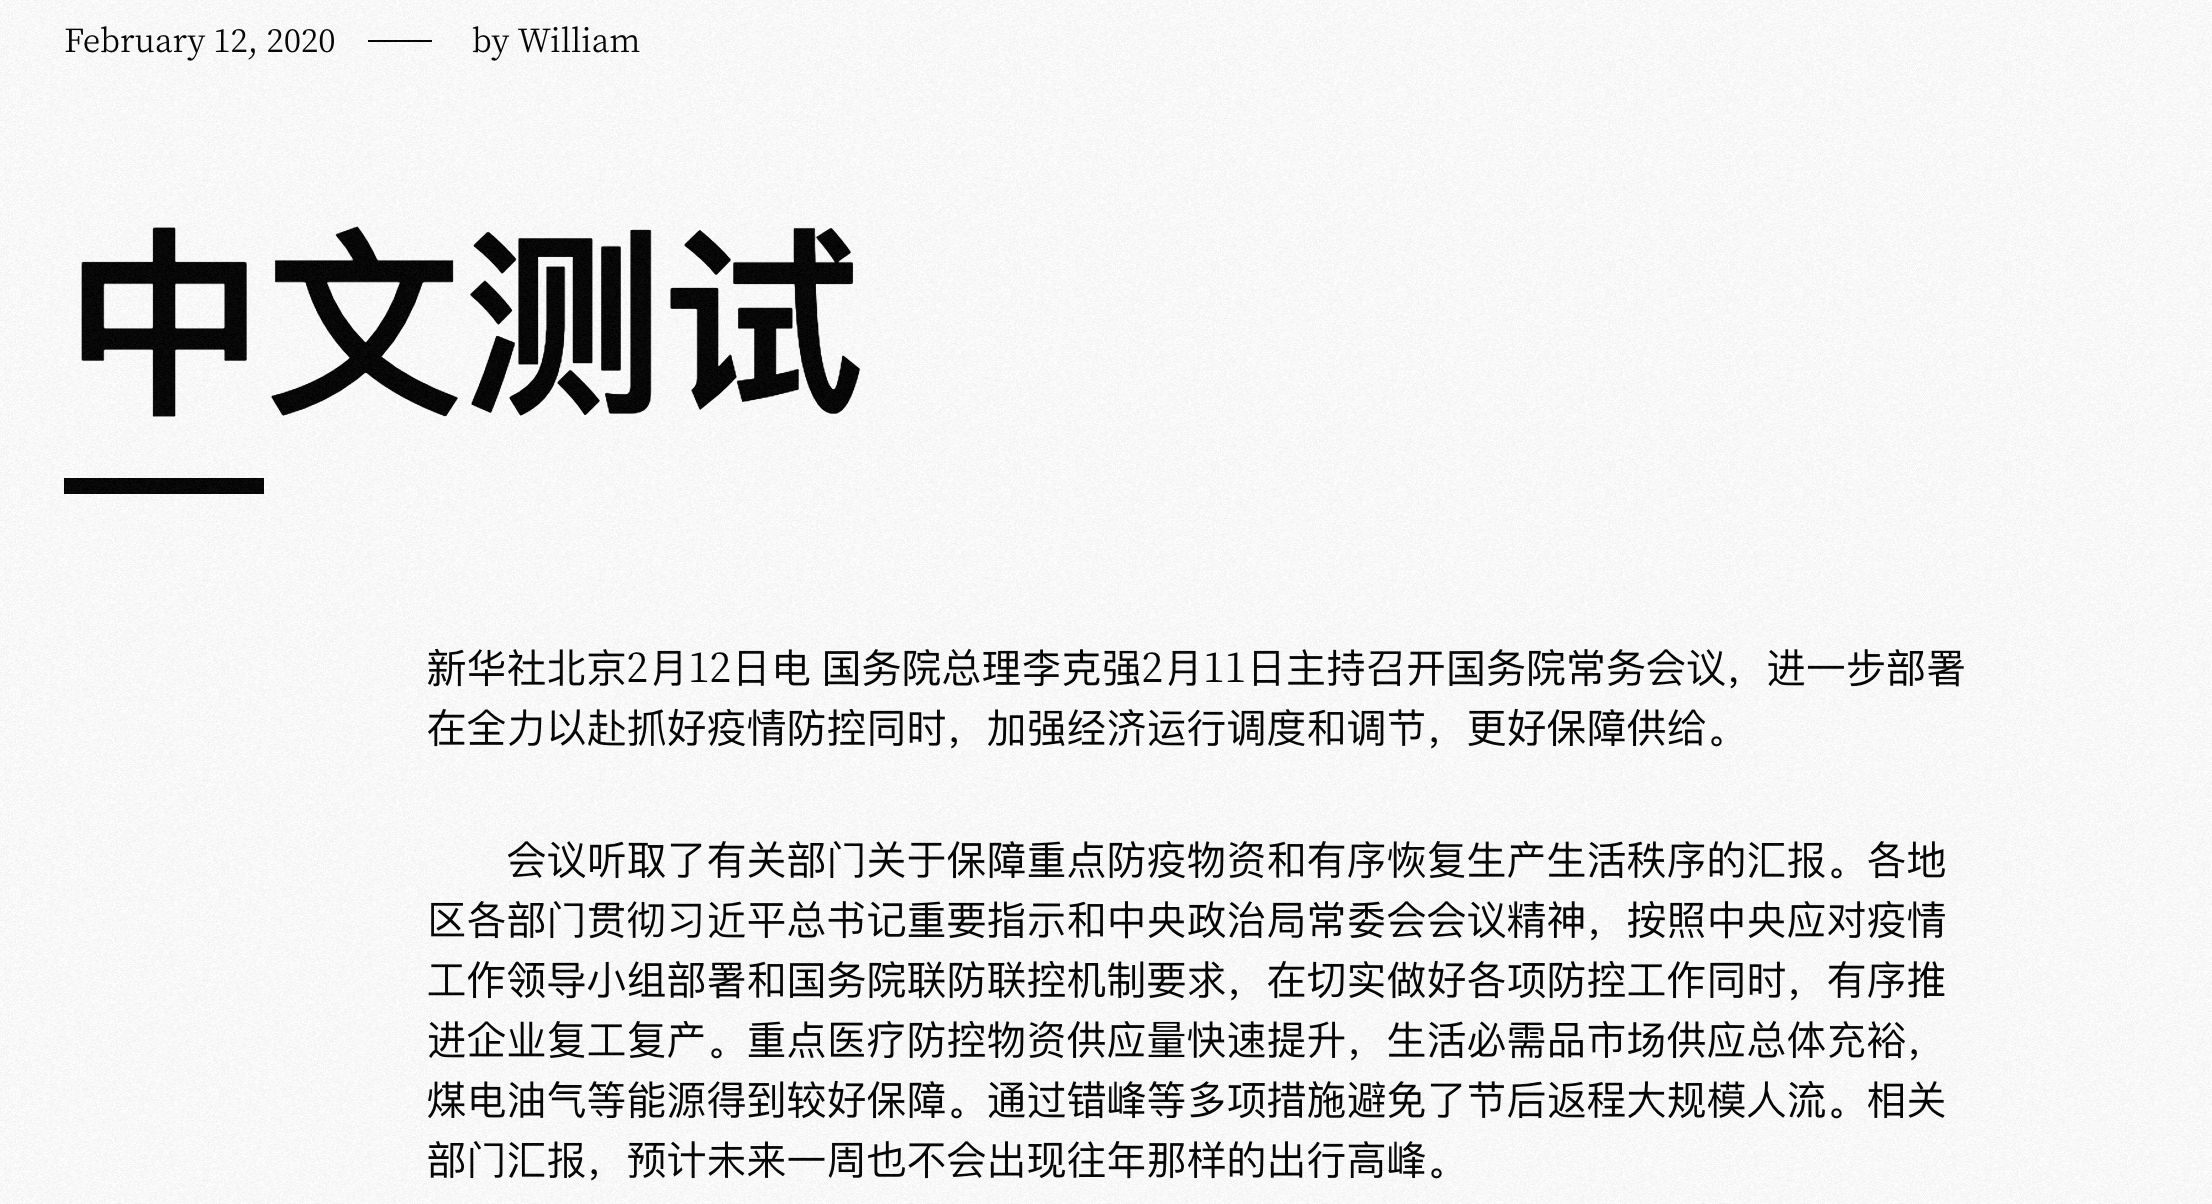 February 12, 2020 —— by William
中文测试
新华社北京2月12日电 国务院总理李克强2月11日主持召开国务院常务会议，进一步部署
在全力以赴抓好疫情防控同时，加强经济运行调度和调节，更好保障供给。
会议听取了有关部门关于保障重点防疫物资和有序恢复生产生活秩序的汇报。各地
区各部门贯彻习近平总书记重要指示和中央政治局常委会会议精神，按照中央应对疫情
工作领导小组部署和国务院联防联控机制要求，在切实做好各项防控工作同时，有序推
进企业复工复产。重点医疗防控物资供应量快速提升，生活必需品市场供应总体充裕，
煤电油气等能源得到较好保障。通过错峰等多项措施避免了节后返程大规模人流。相关
部门汇报，预计未来一周也不会出现往年那样的出行高峰。